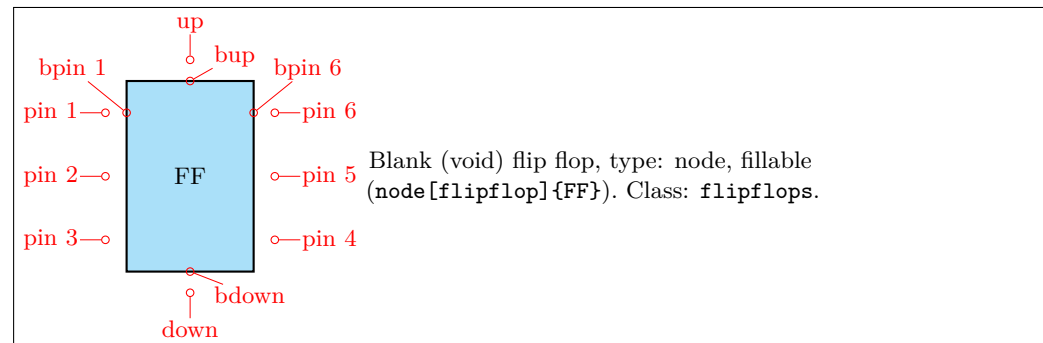 up
bup
bpin 1
bpin 6
pin 1
pin 6
pin 2
FF
pin 5
Blank (void) flip flop, type: node, fillable
(node[flipflop]{FF}). Class: flipflops.
pin 3
pin 4
bdown
down